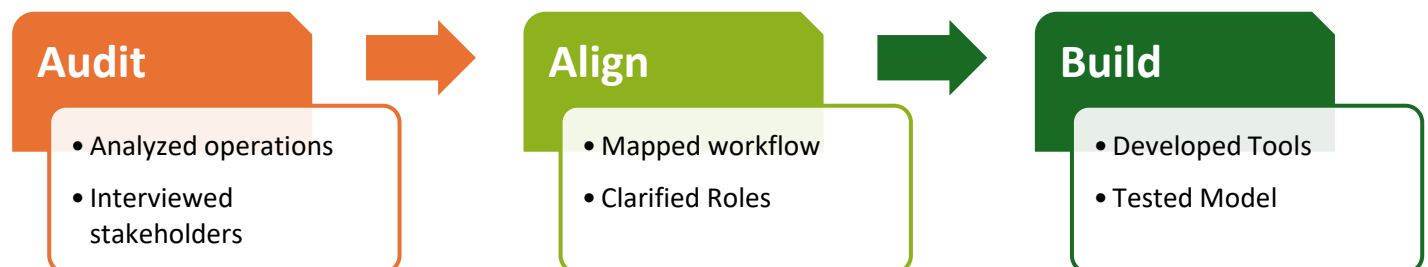 Audit
• Analyzed operations
• Interviewed
stakeholders
Align
• Mapped workflow
• Clarified Roles
Build
• Developed Tools
• Tested Model